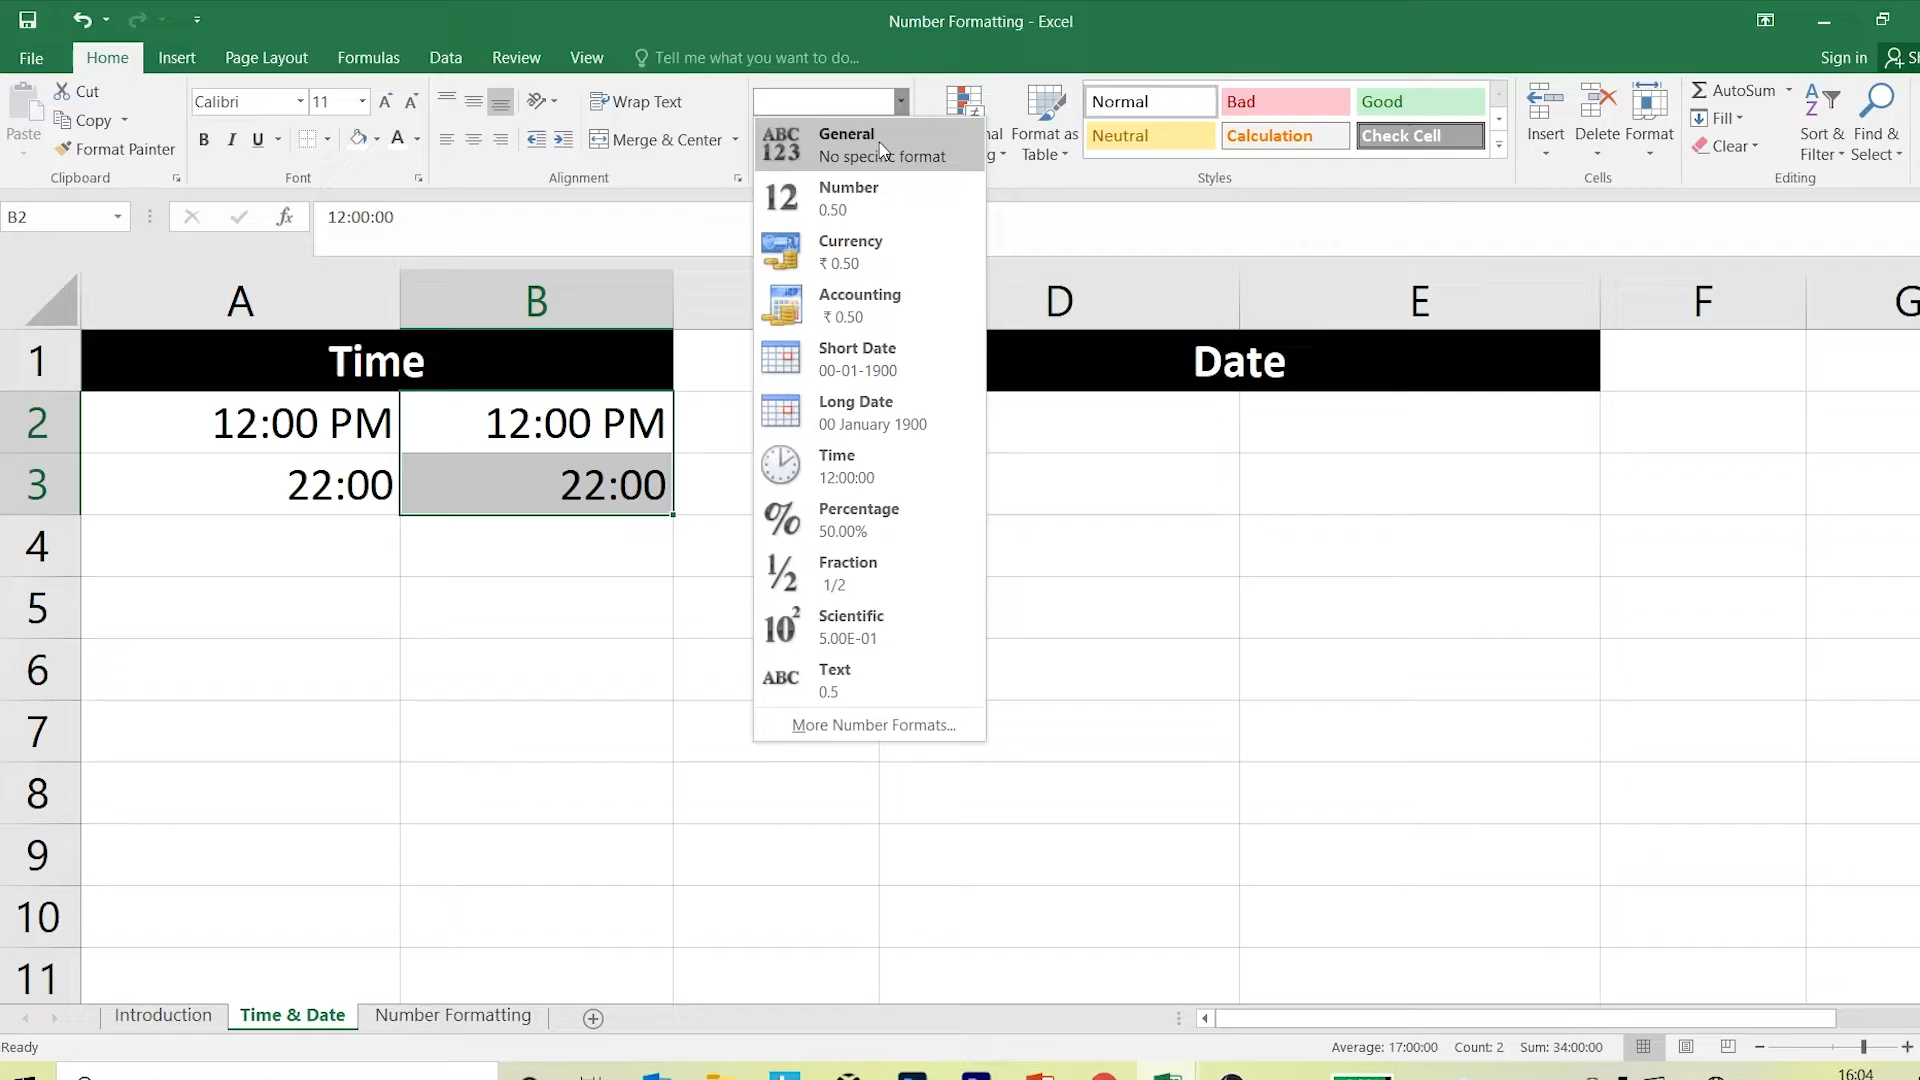 Number Formatting - Excel
File Home Insert Page Layout Formulas Data Review View Tell me what you want to do... Sign in
Paste
Cut
Copy
Format Painter
Clipboard
Calibri 11 A A
B I U A
Font
Wrap Text
Merge & Center
Alignment
Format as
Table
Normal Bad Good
Neutral Calculation Check Cell
Styles
Insert Delete Format
Cells
AutoSum
Fill
Clear
Sort &
Filter
Find &
Select
Editing
B2 fx 12:00:00
ABC
123
General
No specific format
12
Number
0.50
Currency
₹ 0.50
Accounting
₹ 0.50
Short Date
00-01-1900
Long Date
00 January 1900
Time
12:00:00
%
Percentage
50.00%
½
Fraction
1/2
10²
Scientific
5.00E-01
ABC
Text
0.5
More Number Formats...
A B D E F G
1 Time Date
2 12:00 PM 12:00 PM
3 22:00 22:00
4
5
6
7
8
9
10
11
Introduction Time & Date Number Formatting
Ready Average: 17:00:00 Count: 2 Sum: 34:00:00
16:04